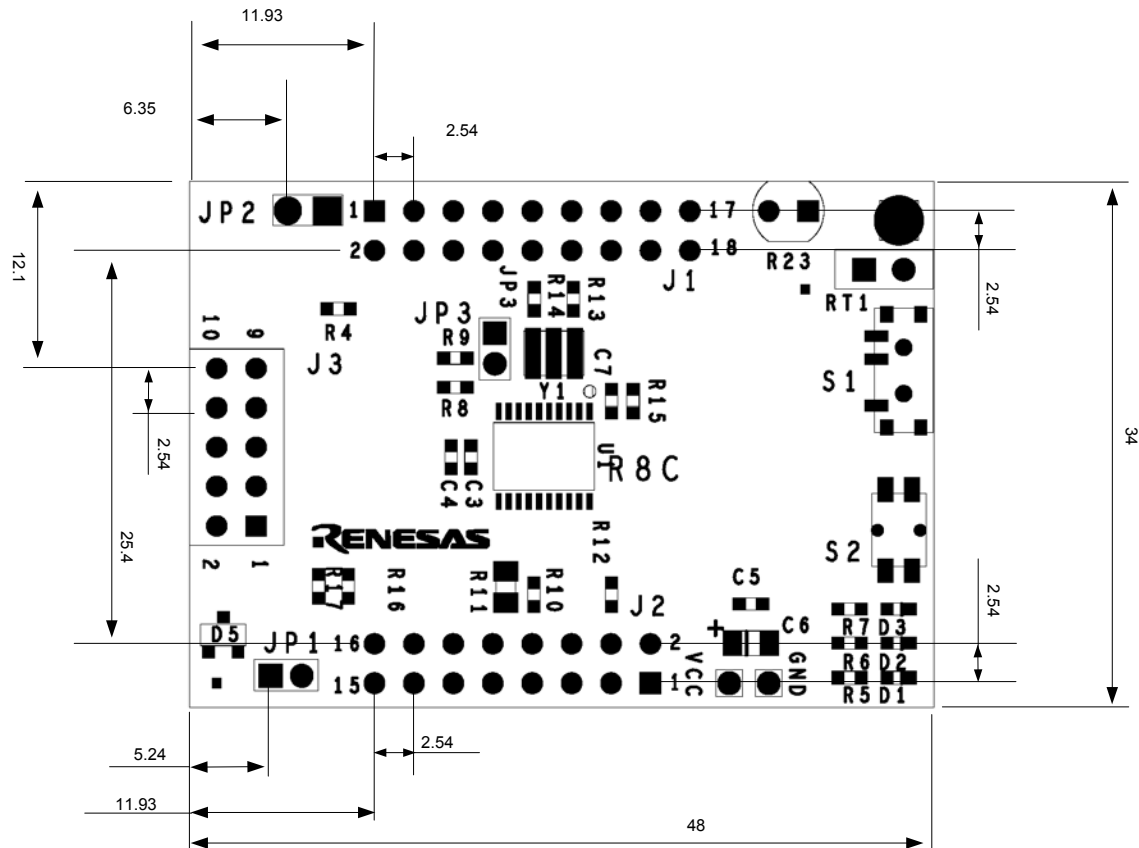 11.93
6.35
2.54
JP2
1
17
2
18
J1
R23
2.54
12.1
JP3
R14
R13
RT1
10
9
R4
JP3
R9
J3
C7
S1
R8
Y1
R15
34
2.54
U1
R8C
C4
C3
25.4
RENESAS
R12
S2
2
1
R17
R16
R11
R10
C5
2.54
J2
D5
JP1
16
2
+
C6
R7 D3
VCC
GND
R6 D2
15
1
R5 D1
2.54
5.24
11.93
48